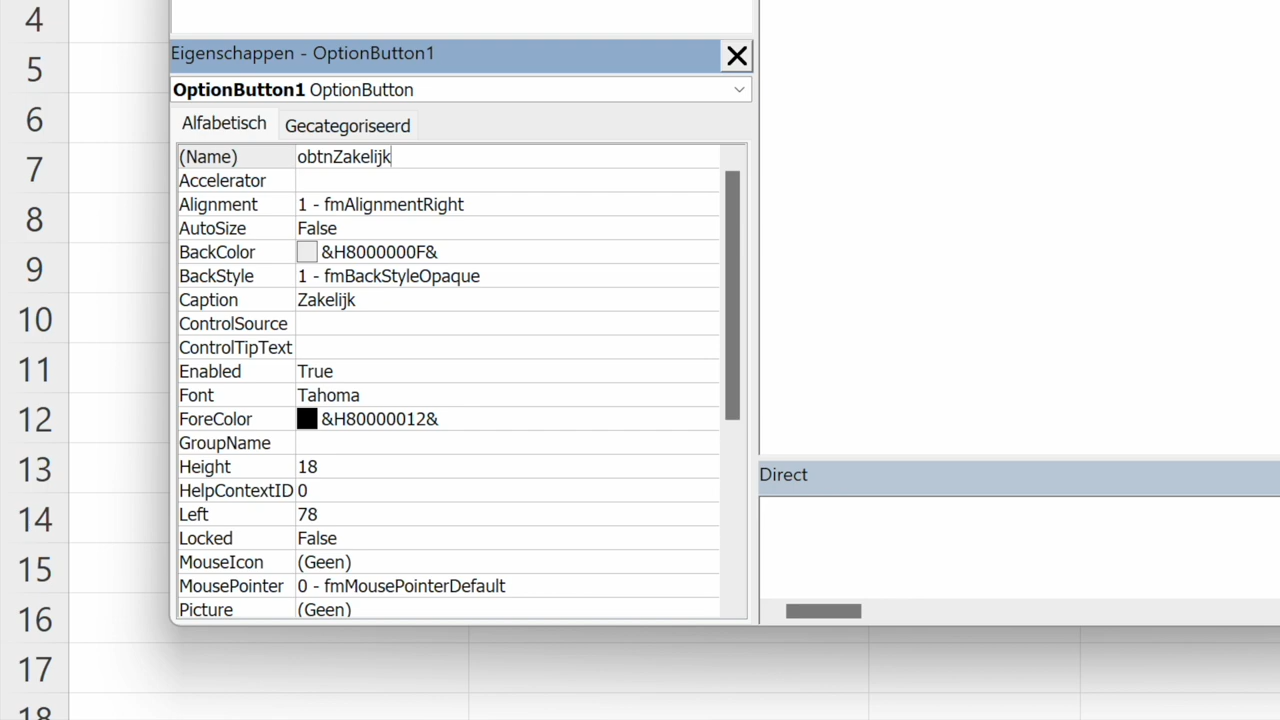 4
5
6
7
8
9
10
11
12
13
14
15
16
17
18
Eigenschappen - OptionButton1
OptionButton1 OptionButton
Alfabetisch Gecategoriseerd
(Name) obtnZakelijk
Accelerator
Alignment 1 - fmAlignmentRight
AutoSize False
BackColor &H8000000F&
BackStyle 1 - fmBackStyleOpaque
Caption Zakelijk
ControlSource
ControlTipText
Enabled True
Font Tahoma
ForeColor &H80000012&
GroupName
Height 18
HelpContextID 0
Left 78
Locked False
MouseIcon (Geen)
MousePointer 0 - fmMousePointerDefault
Picture (Geen)
Direct